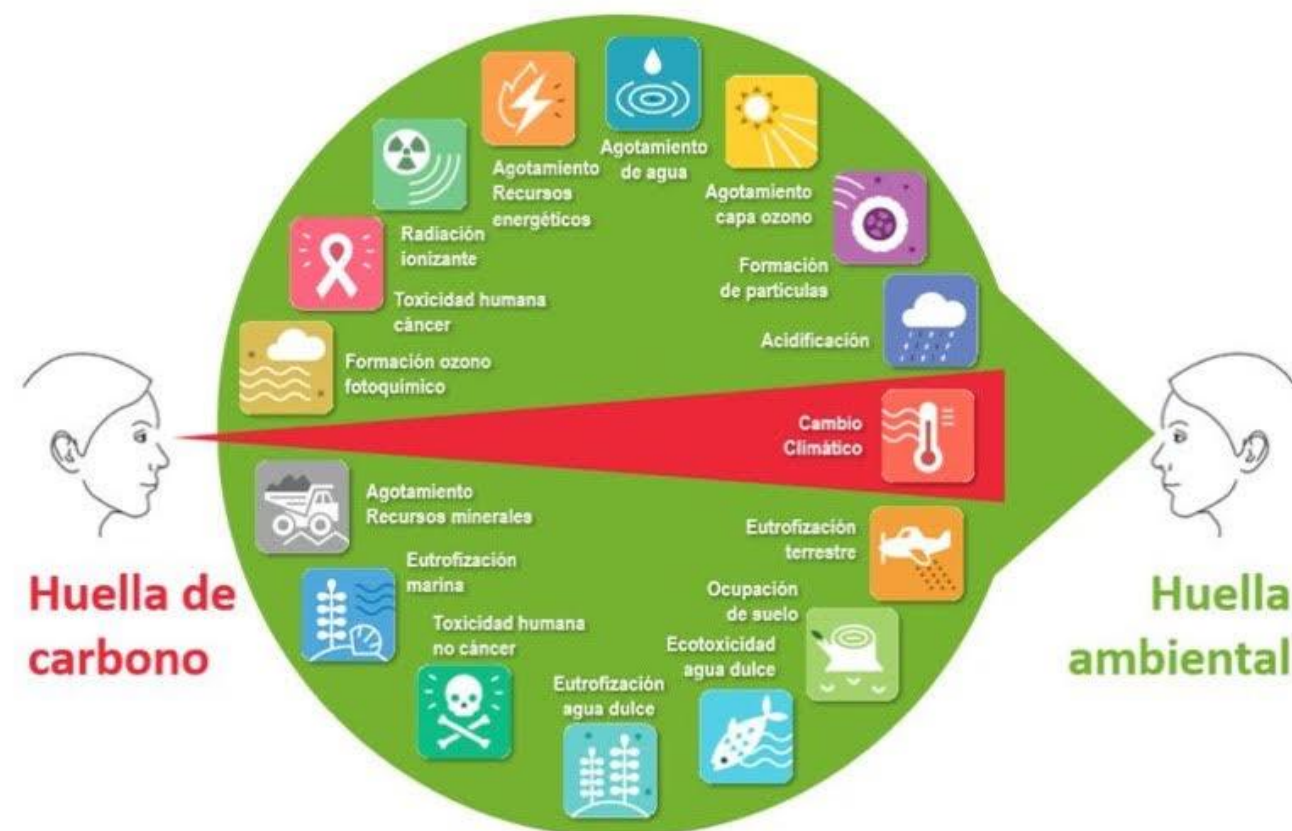 Agotamiento
de agua
Agotamiento
Recursos
energéticos
Agotamiento
capa ozono
Radiación
ionizante
Formación
de partículas
Toxicidad humana
cáncer
Acidificación
Formación ozono
fotoquímico
Cambio
Climático
Agotamiento
Recursos minerales
Eutrofización
terrestre
Eutrofización
marina
Ocupación
de suelo
Toxicidad humana
no cáncer
Ecotoxicidad
agua dulce
Eutrofización
agua dulce
Huella de
carbono
Huella
ambiental